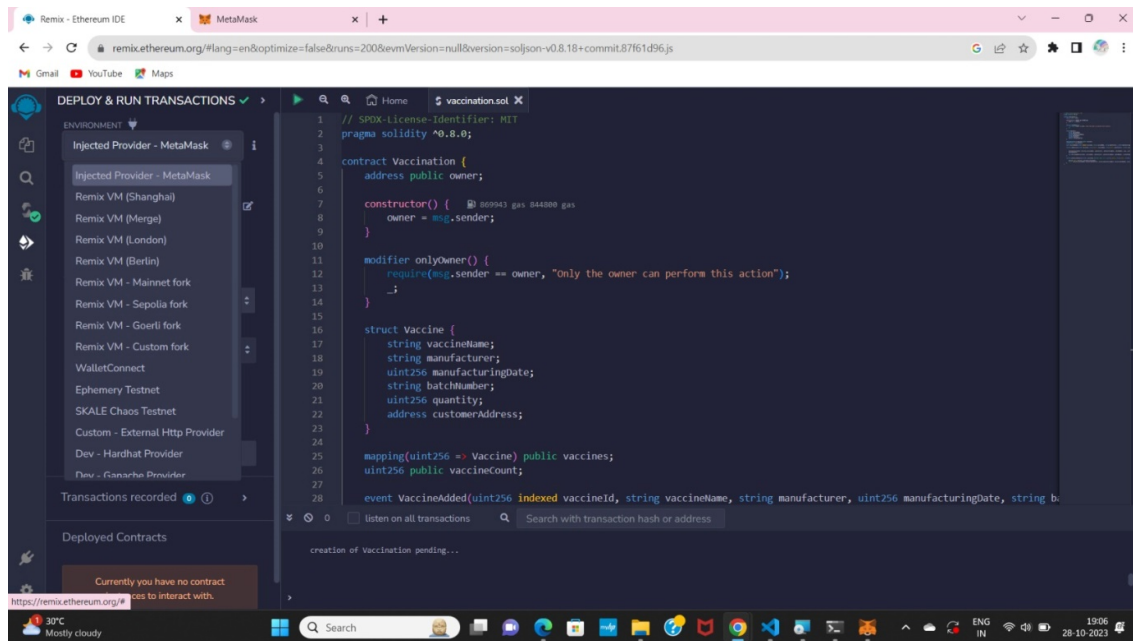 Remix - Ethereum IDE
MetaMask
remix.ethereum.org/#lang=en&optimize=false&runs=200&evmVersion=null&version=soljson-v0.8.18+commit.87f61d96.js
Gmail YouTube Maps
DEPLOY & RUN TRANSACTIONS
ENVIRONMENT
Injected Provider - MetaMask
Injected Provider - MetaMask
Remix VM (Shanghai)
Remix VM (Merge)
Remix VM (London)
Remix VM (Berlin)
Remix VM - Mainnet fork
Remix VM - Sepolia fork
Remix VM - Goerli fork
Remix VM - Custom fork
WalletConnect
Ephemery Testnet
SKALE Chaos Testnet
Custom - External Http Provider
Dev - Hardhat Provider
Dev - Ganache Provider
Transactions recorded 0
Deployed Contracts
Currently you have no contract
ces to interact with.
https://remix.ethereum.org/#
Home vaccination.sol
1 // SPDX-License-Identifier: MIT
2 pragma solidity ^0.8.0;
3
4 contract Vaccination {
5 address public owner;
6
7 constructor() { 869943 gas 844800 gas
8 owner = msg.sender;
9 }
10
11 modifier onlyOwner() {
12 require(msg.sender == owner, "Only the owner can perform this action");
13 _;
14 }
15
16 struct Vaccine {
17 string vaccineName;
18 string manufacturer;
19 uint256 manufacturingDate;
20 string batchNumber;
21 uint256 quantity;
22 address customerAddress;
23 }
24
25 mapping(uint256 => Vaccine) public vaccines;
26 uint256 public vaccineCount;
27
28 event VaccineAdded(uint256 indexed vaccineId, string vaccineName, string manufacturer, uint256 manufacturingDate, string ba
0 listen on all transactions Search with transaction hash or address
creation of Vaccination pending...
>
30°C
Mostly cloudy
Search
ENG
IN
19:06
28-10-2023